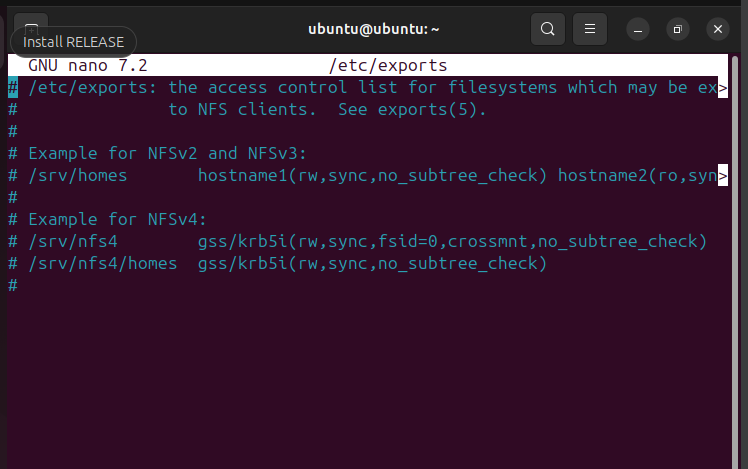 ubuntu@ubuntu: ~
Install RELEASE
GNU nano 7.2 /etc/exports
# /etc/exports: the access control list for filesystems which may be ex>
# to NFS clients. See exports(5).
#
# Example for NFSv2 and NFSv3:
# /srv/homes hostname1(rw,sync,no_subtree_check) hostname2(ro,syn>
#
# Example for NFSv4:
# /srv/nfs4 gss/krb5i(rw,sync,fsid=0,crossmnt,no_subtree_check)
# /srv/nfs4/homes gss/krb5i(rw,sync,no_subtree_check)
#